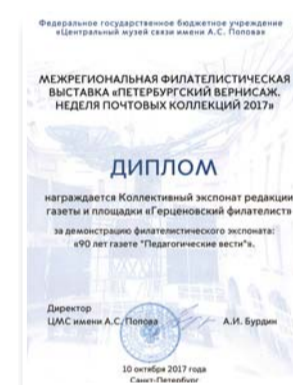 Федеральное государственное бюджетное учреждение
«Центральный музей связи имени А.С. Попова»
МЕЖРЕГИОНАЛЬНАЯ ФИЛАТЕЛИСТИЧЕСКАЯ
ВЫСТАВКА «ПЕТЕРБУРГСКИЙ ВЕРНИСАЖ.
НЕДЕЛЯ ПОЧТОВЫХ КОЛЛЕКЦИЙ 2017»
ДИПЛОМ
награждается Коллективный экспонат редакции
газеты и площадки «Герценовский филателист»
за демонстрацию филателистического экспоната:
«90 лет газете "Педагогические вести"».
Директор
ЦМС имени А.С. Попова А.И. Бурдин
10 октября 2017 года
Санкт-Петербург